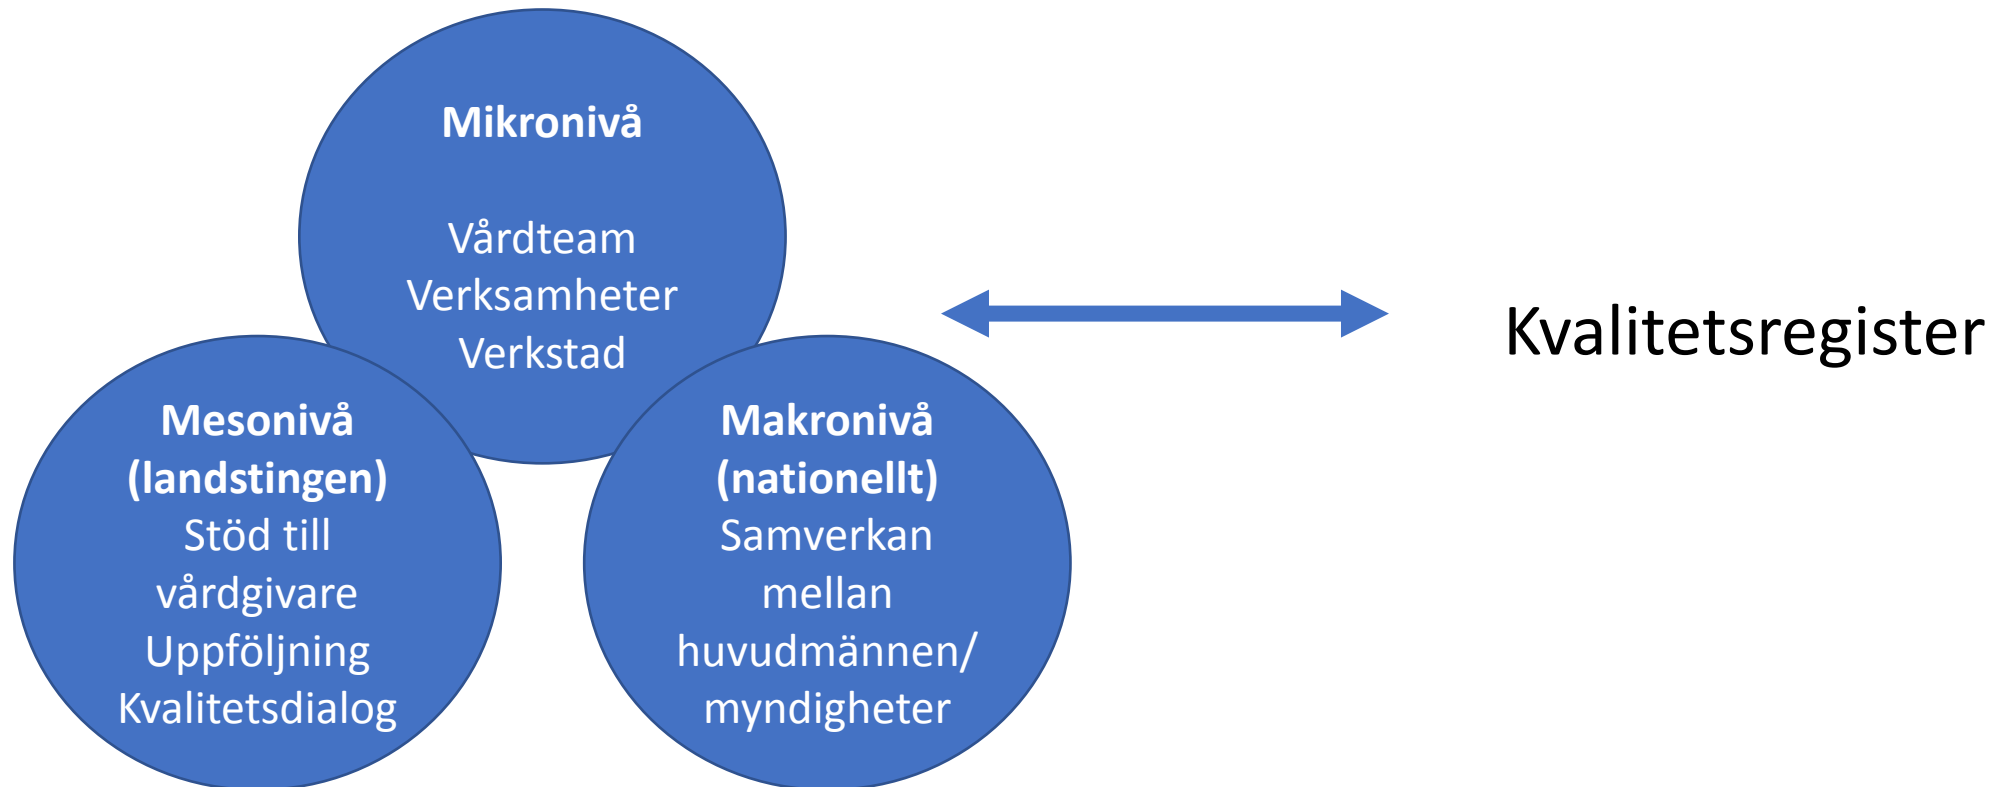 Mikronivå
Vårdteam
Verksamheter
Verkstad
Mesonivå
(landstingen)
Stöd till
vårdgivare
Uppföljning
Kvalitetsdialog
Makronivå
(nationellt)
Samverkan
mellan
huvudmännen/
myndigheter
Kvalitetsregister